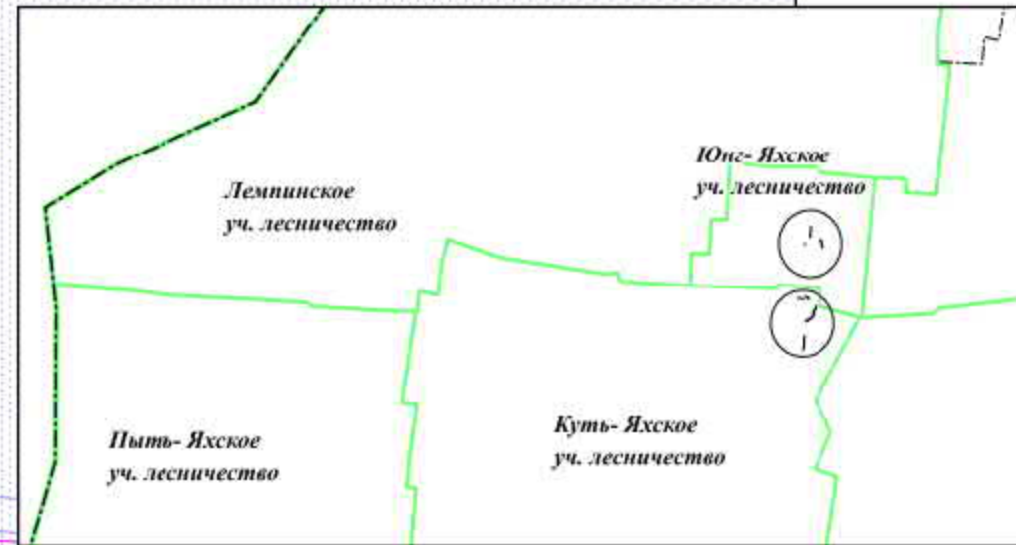 Юнг- Яхское
уч. лесничество
Лемпинское
уч. лесничество
Пыть- Яхское
уч. лесничество
Куть- Яхское
уч. лесничество